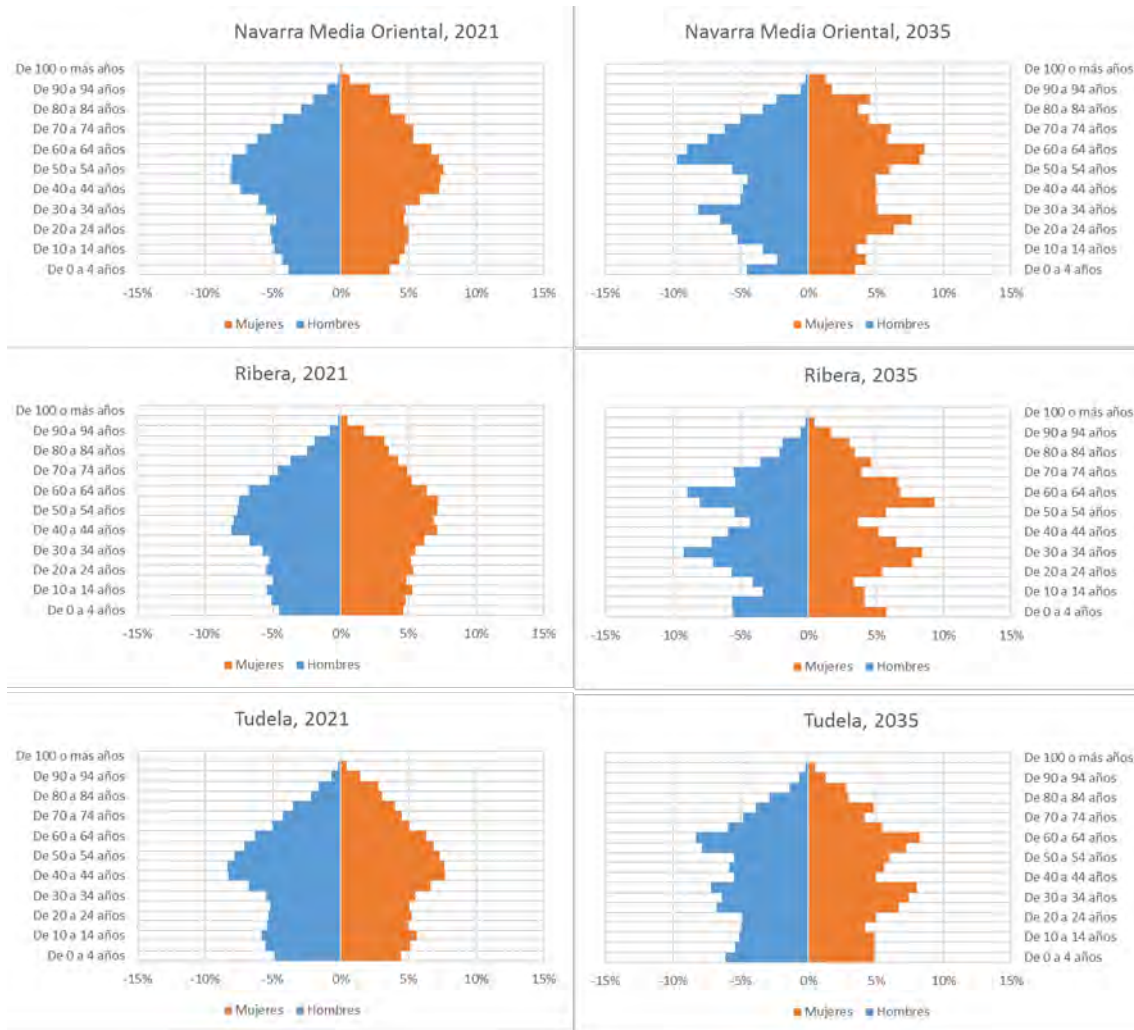 Navarra Media Oriental, 2021
De 100 o más años
De 90 a 94 años
De 80 a 84 años
De 70 a 74 años
De 60 a 64 años
De 50 a 54 años
De 40 a 44 años
De 30 a 34 años
De 20 a 24 años
De 10 a 14 años
De 0 a 4 años
-15% -10% -5% 0% 5% 10% 15%
Mujeres Hombres
Navarra Media Oriental, 2035
De 100 o más años
De 90 a 94 años
De 80 a 84 años
De 70 a 74 años
De 60 a 64 años
De 50 a 54 años
De 40 a 44 años
De 30 a 34 años
De 20 a 24 años
De 10 a 14 años
De 0 a 4 años
-15% -10% -5% 0% 5% 10% 15%
Mujeres Hombres
Ribera, 2021
De 100 o más años
De 90 a 94 años
De 80 a 84 años
De 70 a 74 años
De 60 a 64 años
De 50 a 54 años
De 40 a 44 años
De 30 a 34 años
De 20 a 24 años
De 10 a 14 años
De 0 a 4 años
-15% -10% -5% 0% 5% 10% 15%
Mujeres Hombres
Ribera, 2035
De 100 o más años
De 90 a 94 años
De 80 a 84 años
De 70 a 74 años
De 60 a 64 años
De 50 a 54 años
De 40 a 44 años
De 30 a 34 años
De 20 a 24 años
De 10 a 14 años
De 0 a 4 años
-15% -10% -5% 0% 5% 10% 15%
Mujeres Hombres
Tudela, 2021
De 100 o más años
De 90 a 94 años
De 80 a 84 años
De 70 a 74 años
De 60 a 64 años
De 50 a 54 años
De 40 a 44 años
De 30 a 34 años
De 20 a 24 años
De 10 a 14 años
De 0 a 4 años
-15% -10% -5% 0% 5% 10% 15%
Mujeres Hombres
Tudela, 2035
De 100 o más años
De 90 a 94 años
De 80 a 84 años
De 70 a 74 años
De 60 a 64 años
De 50 a 54 años
De 40 a 44 años
De 30 a 34 años
De 20 a 24 años
De 10 a 14 años
De 0 a 4 años
-15% -10% -5% 0% 5% 10% 15%
Mujeres Hombres